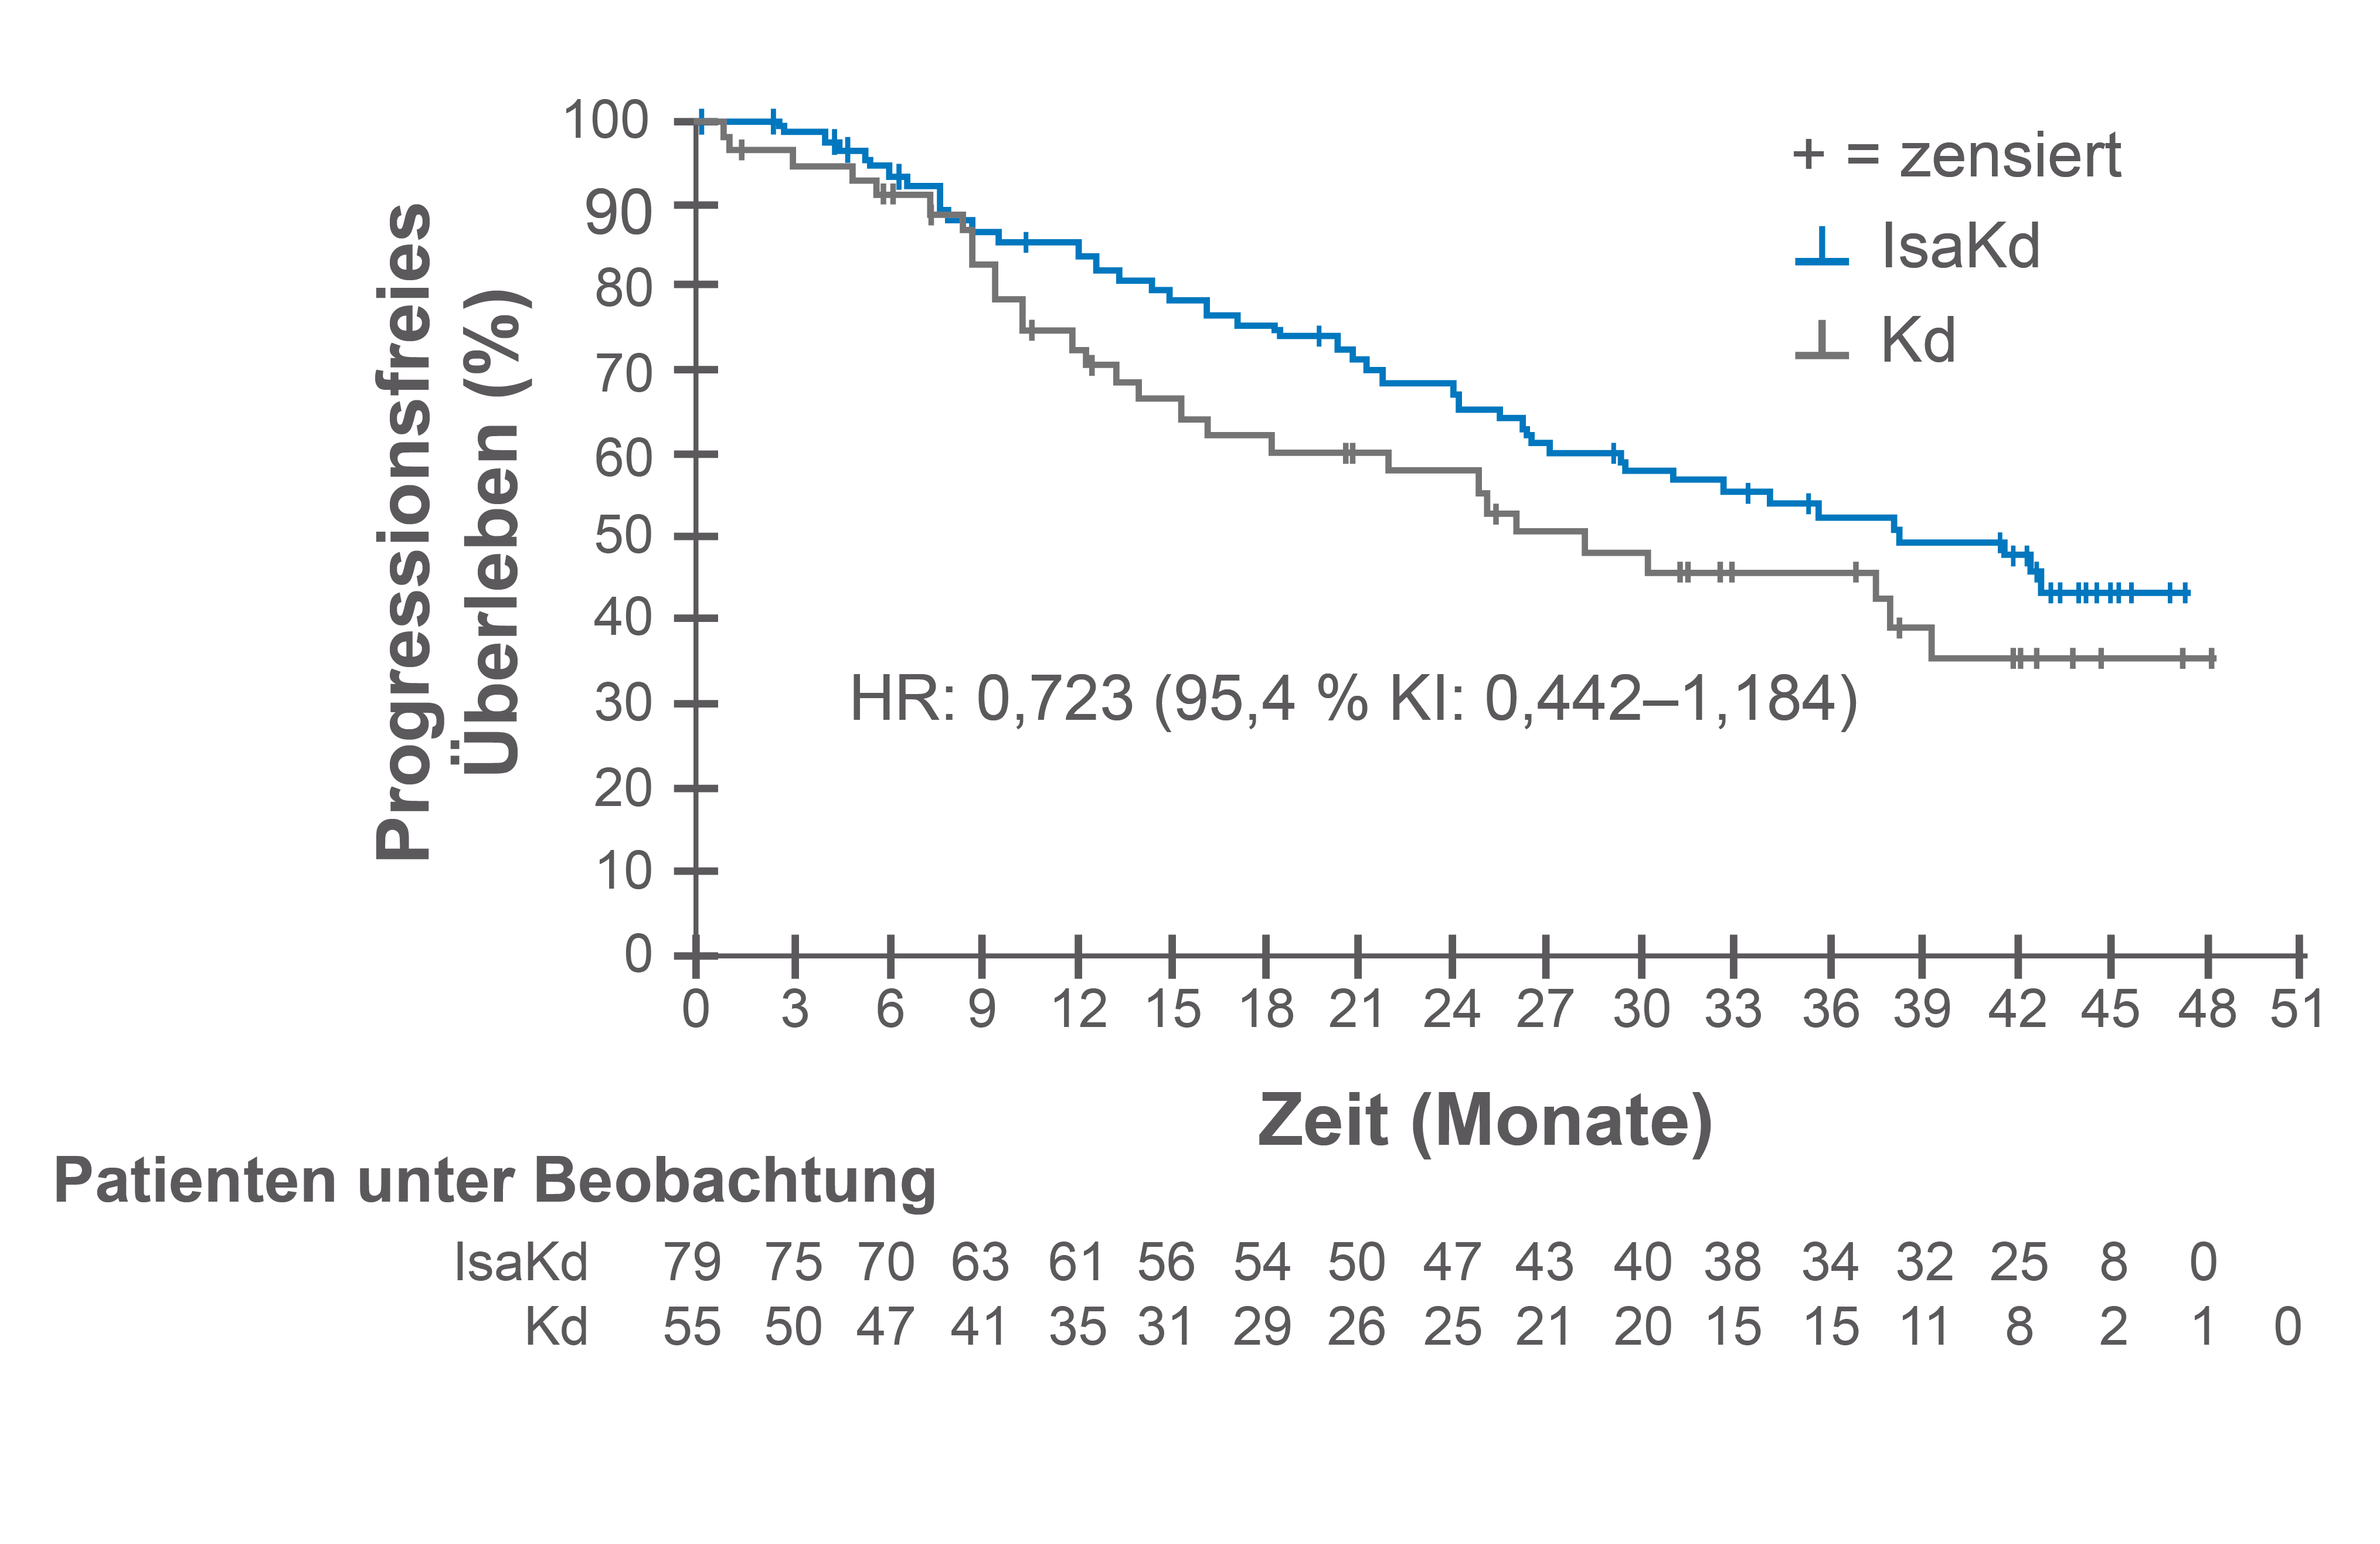 Progressionsfreies
Überleben (%)
100
90
80
70
60
50
40
30
20
10
0
+ = zensiert
IsaKd
Kd
HR: 0,723 (95,4 % KI: 0,442–1,184)
0 3 6 9 12 15 18 21 24 27 30 33 36 39 42 45 48 51
Zeit (Monate)
Patienten unter Beobachtung
IsaKd 79 75 70 63 61 56 54 50 47 43 40 38 34 32 25 8 0
Kd 55 50 47 41 35 31 29 26 25 21 20 15 15 11 8 2 1 0